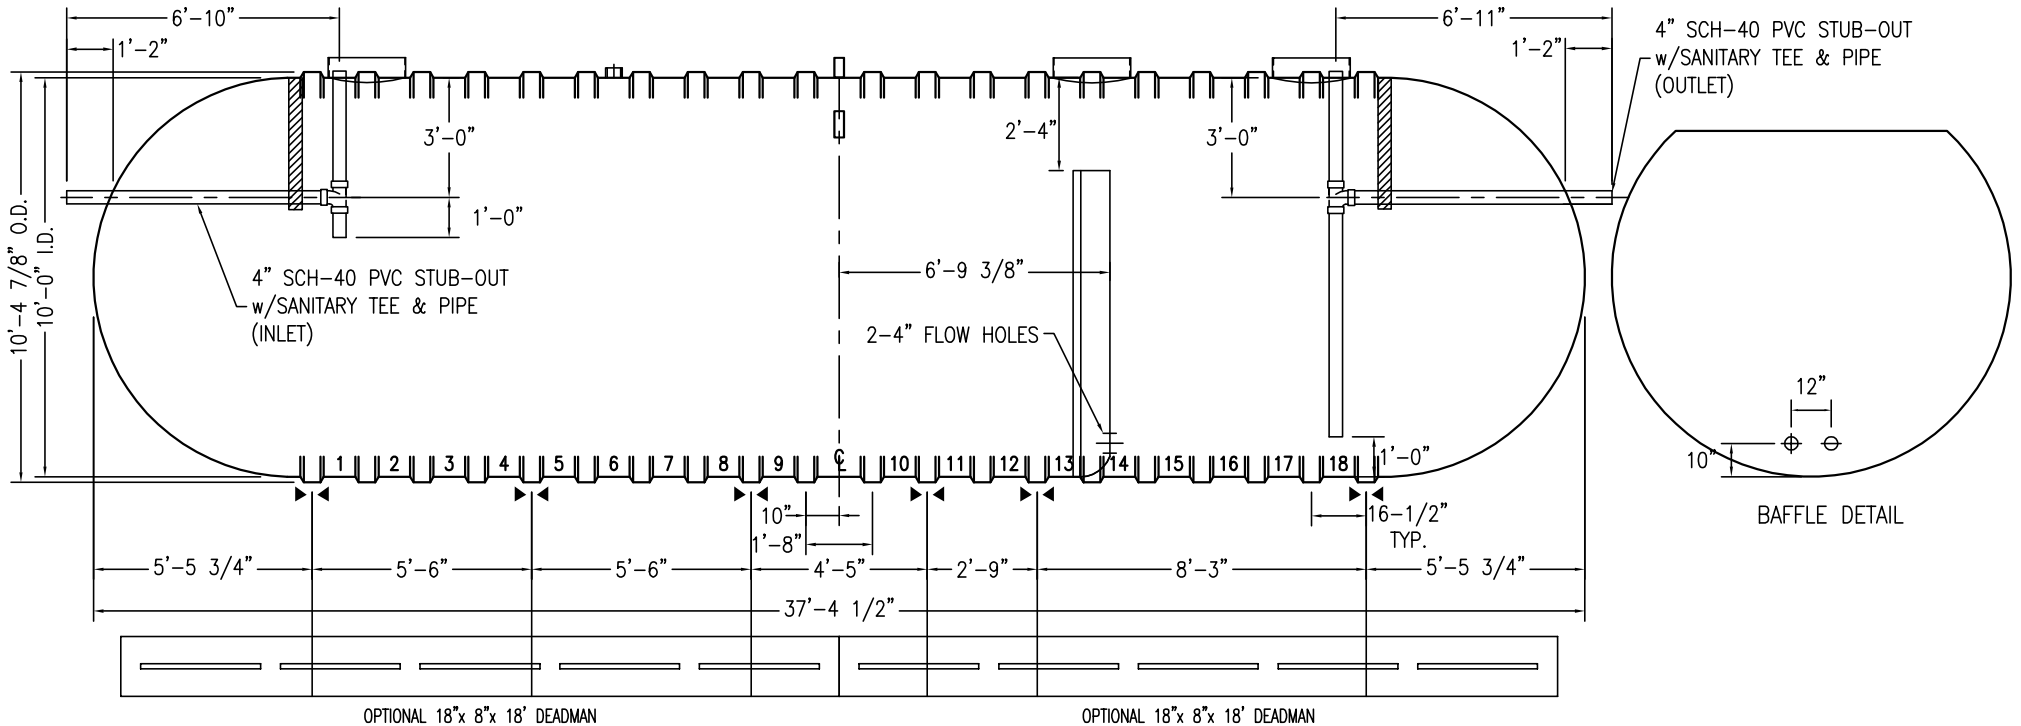 6'-10"
6'-11"
1'-2"
1'-2"
4" SCH-40 PVC STUB-OUT
w/SANITARY TEE & PIPE
(OUTLET)
3'-0"
2'-4"
3'-0"
1'-0"
10'-4 7/8" O.D.
10'-0" I.D.
4" SCH-40 PVC STUB-OUT
w/SANITARY TEE & PIPE
(INLET)
6'-9 3/8"
2-4" FLOW HOLES
12"
10"
1'-0"
1 2 3 4 5 6 7 8 9 CL 10 11 12 13 14 15 16 17 18
10"
1'-8"
16-1/2"
TYP.
BAFFLE DETAIL
5'-5 3/4" 5'-6" 5'-6" 4'-5" 2'-9" 8'-3" 5'-5 3/4"
37'-4 1/2"
OPTIONAL 18"x 8"x 18' DEADMAN
OPTIONAL 18"x 8"x 18' DEADMAN